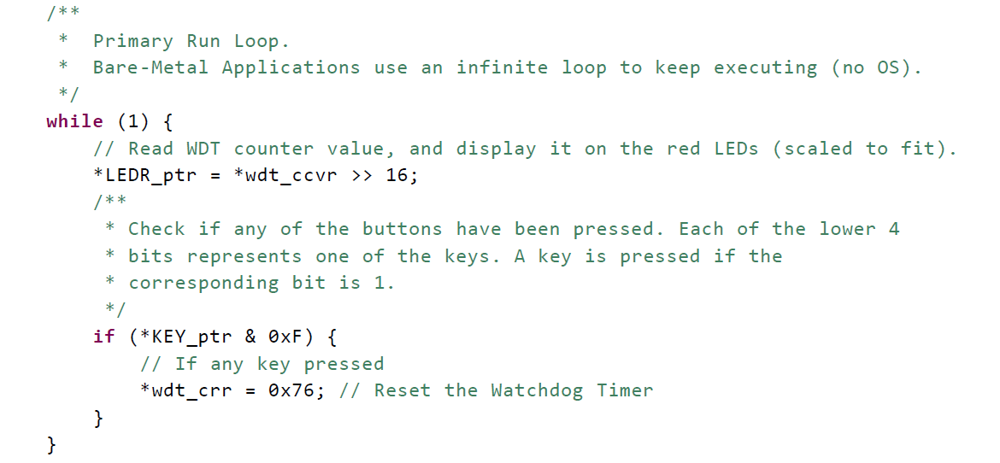 /**
 *  Primary Run Loop.
 *  Bare-Metal Applications use an infinite loop to keep executing (no OS).
 */
while (1) {
    // Read WDT counter value, and display it on the red LEDs (scaled to fit).
    *LEDR_ptr = *wdt_ccvr >> 16;
    /**
     * Check if any of the buttons have been pressed. Each of the lower 4
     * bits represents one of the keys. A key is pressed if the
     * corresponding bit is 1.
     */
    if (*KEY_ptr & 0xF) {
        // If any key pressed
        *wdt_crr = 0x76; // Reset the Watchdog Timer
    }
}